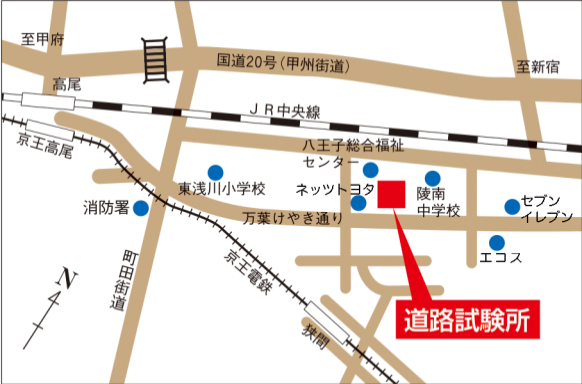 至甲府
国道20号（甲州街道）
至新宿
高尾
ＪＲ中央線
京王高尾
八王子総合福祉
センター
東浅川小学校
ネッツトヨタ
陵南
中学校
消防署
セブン
イレブン
万葉けやき通り
エコス
町田街道
京王電鉄
N
道路試験所
狭間